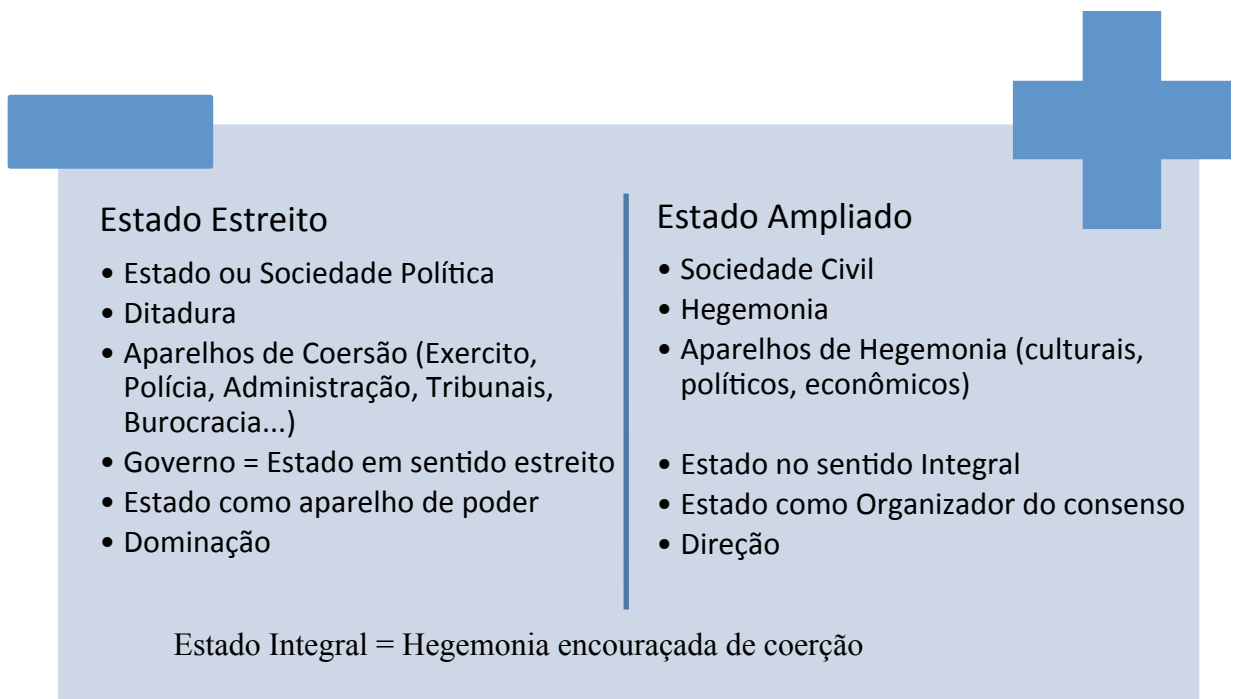 Estado Estreito
• Estado ou Sociedade Política
• Ditadura
• Aparelhos de Coersão (Exercito,
Polícia, Administração, Tribunais,
Burocracia...)
• Governo = Estado em sentido estreito
• Estado como aparelho de poder
• Dominação
Estado Ampliado
• Sociedade Civil
• Hegemonia
• Aparelhos de Hegemonia (culturais,
políticos, econômicos)
• Estado no sentido Integral
• Estado como Organizador do consenso
• Direção
Estado Integral = Hegemonia encouraçada de coerção